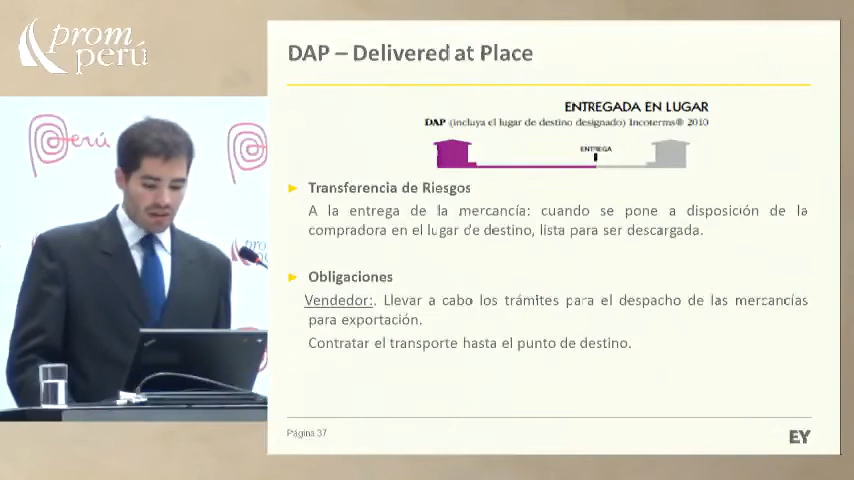 prom
perú
Perú
DAP – Delivered at Place
ENTREGADA EN LUGAR
DAP (incluya el lugar de destino designado) Incoterms® 2010
ENTREGA
Transferencia de Riesgos
A la entrega de la mercancía: cuando se pone a disposición de la
compradora en el lugar de destino, lista para ser descargada.
Obligaciones
Vendedor:. Llevar a cabo los trámites para el despacho de las mercancías
para exportación.
Contratar el transporte hasta el punto de destino.
Página 37
EY